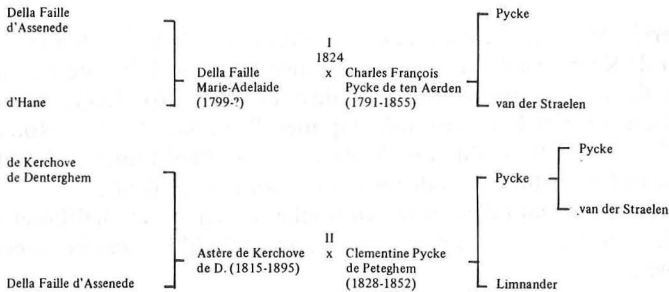 Della Faille
d'Assenede
Pycke
I
1824
Della Faille x Charles François
Marie-Adelaide Pycke de ten Aerden
(1799-?) (1791-1855)
d'Hane
van der Straelen
de Kerchove
de Denterghem
Pycke
Pycke
van der Straelen
II
Astère de Kerchove x Clementine Pycke
de D. (1815-1895) de Peteghem
(1828-1852)
Della Faille d'Assenede
Limnander